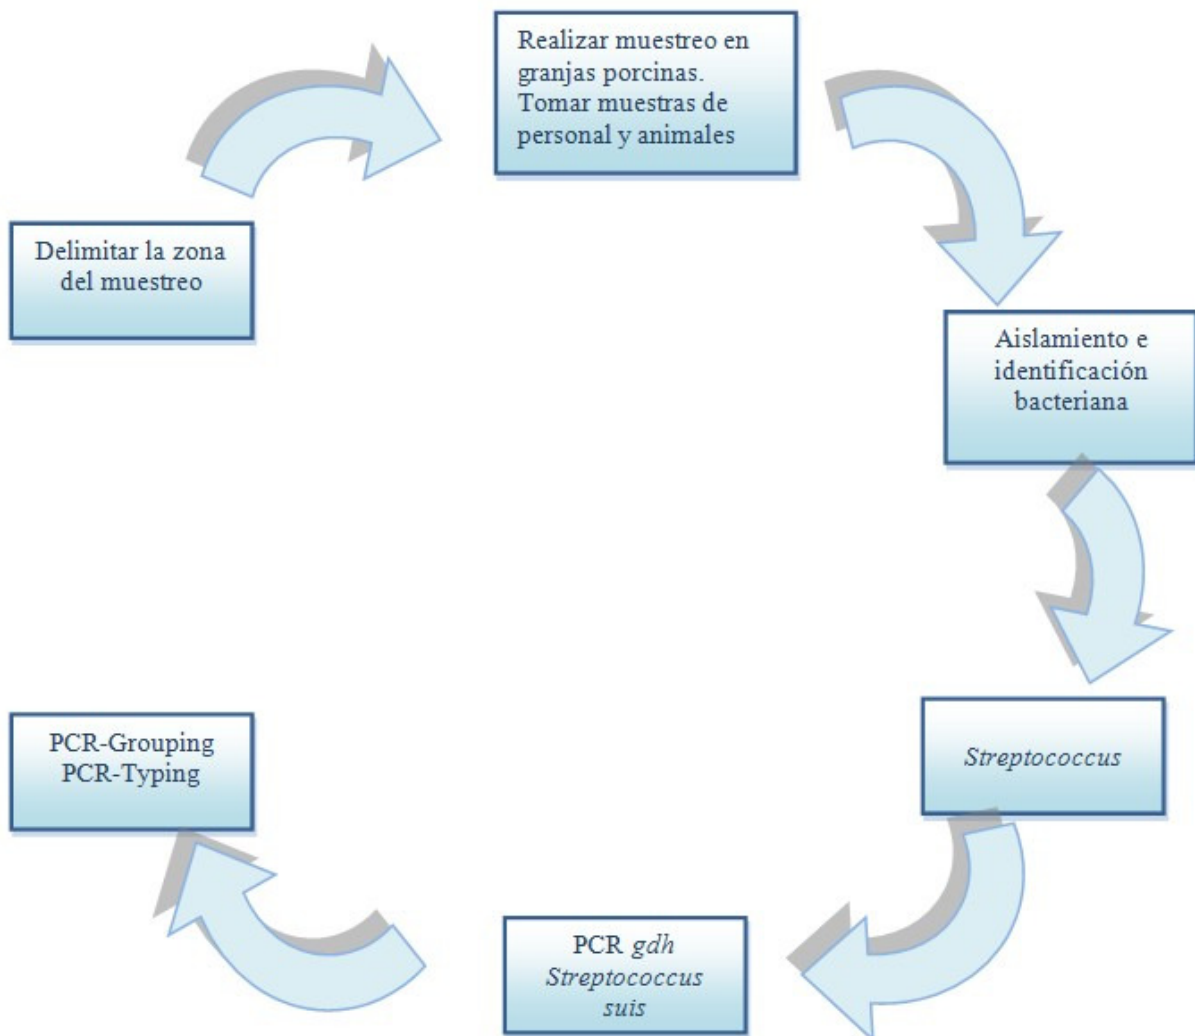 Delimitar la zona
del muestreo
Realizar muestreo en
granjas porcinas.
Tomar muestras de
personal y animales
Aislamiento e
identificación
bacteriana
Streptococcus
PCR gdh
Streptococcus
suis
PCR-Grouping
PCR-Typing